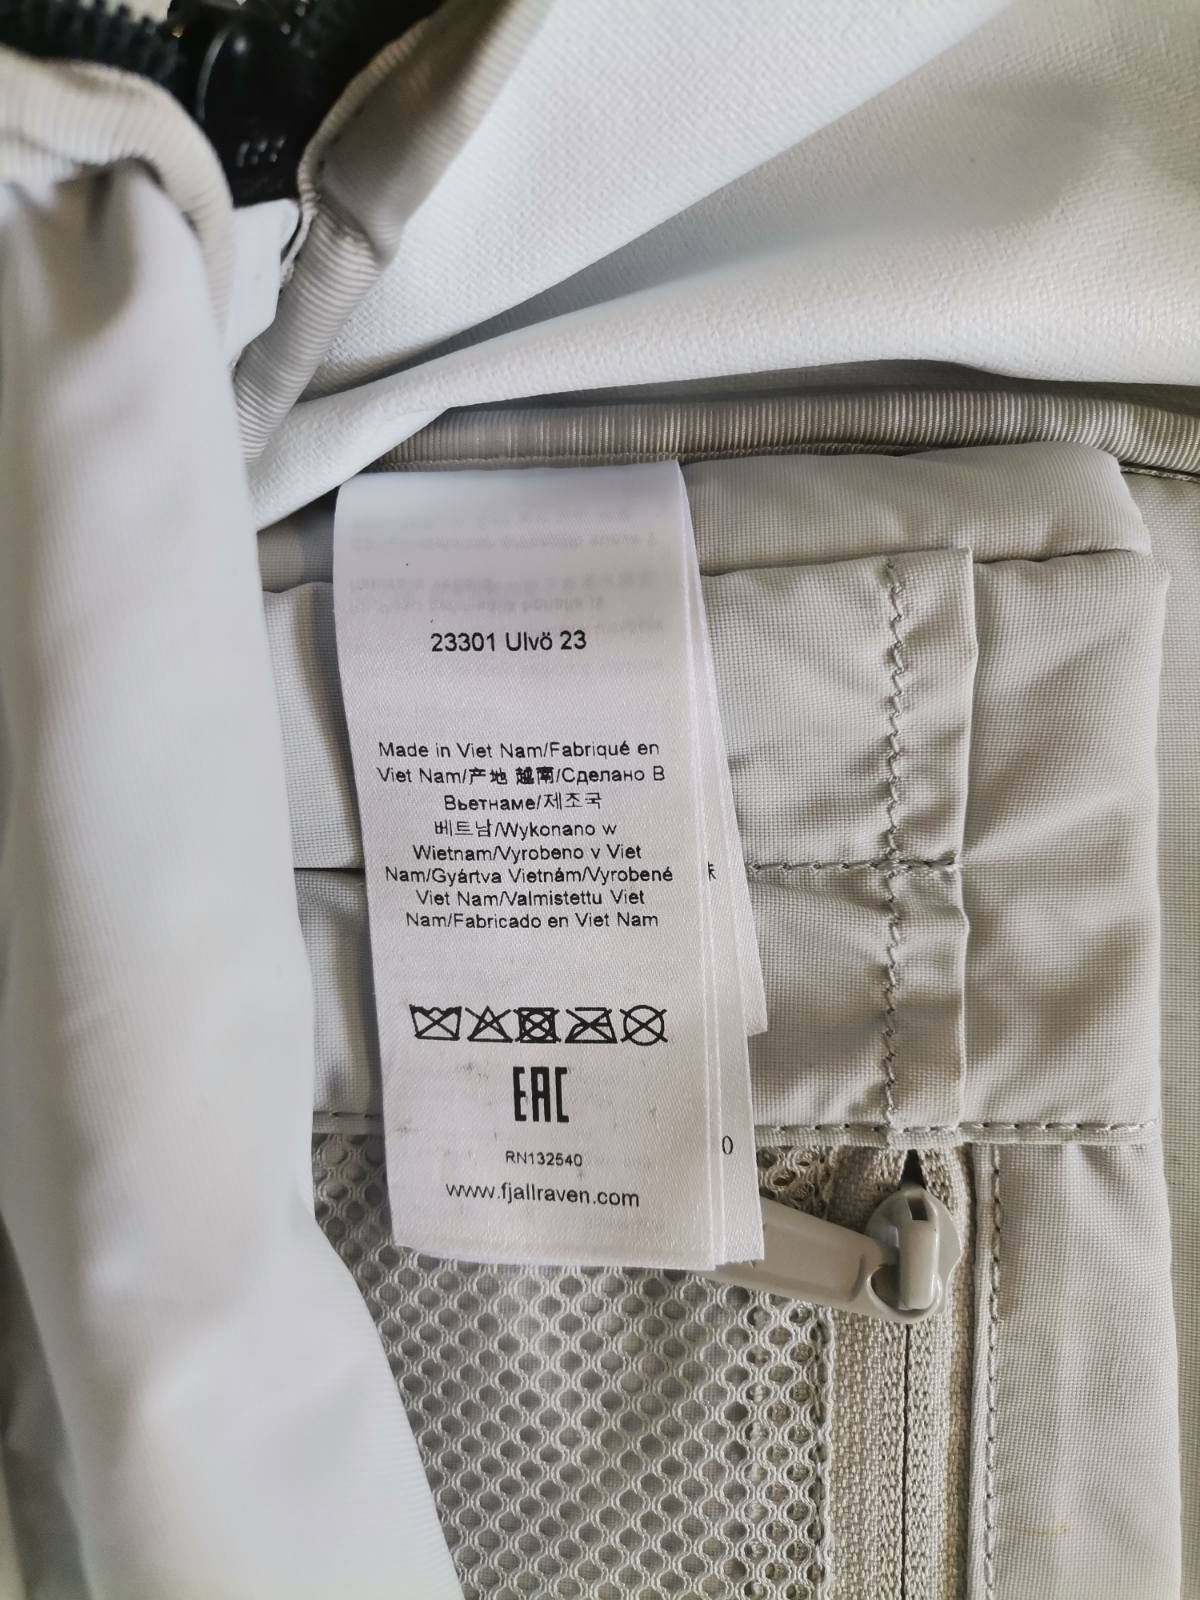 23301 Ulvö 23
Made in Viet Nam/Fabriqué en
Viet Nam/产地 越南/Сделано В
Вьетнаме/제조국
베트남/Wykonano w
Wietnam/Vyrobeno v Viet
Nam/Gyártva Vietnám/Vyrobené
Viet Nam/Valmistettu Viet
Nam/Fabricado en Viet Nam
EAC
RN132540
www.fjallraven.com
0